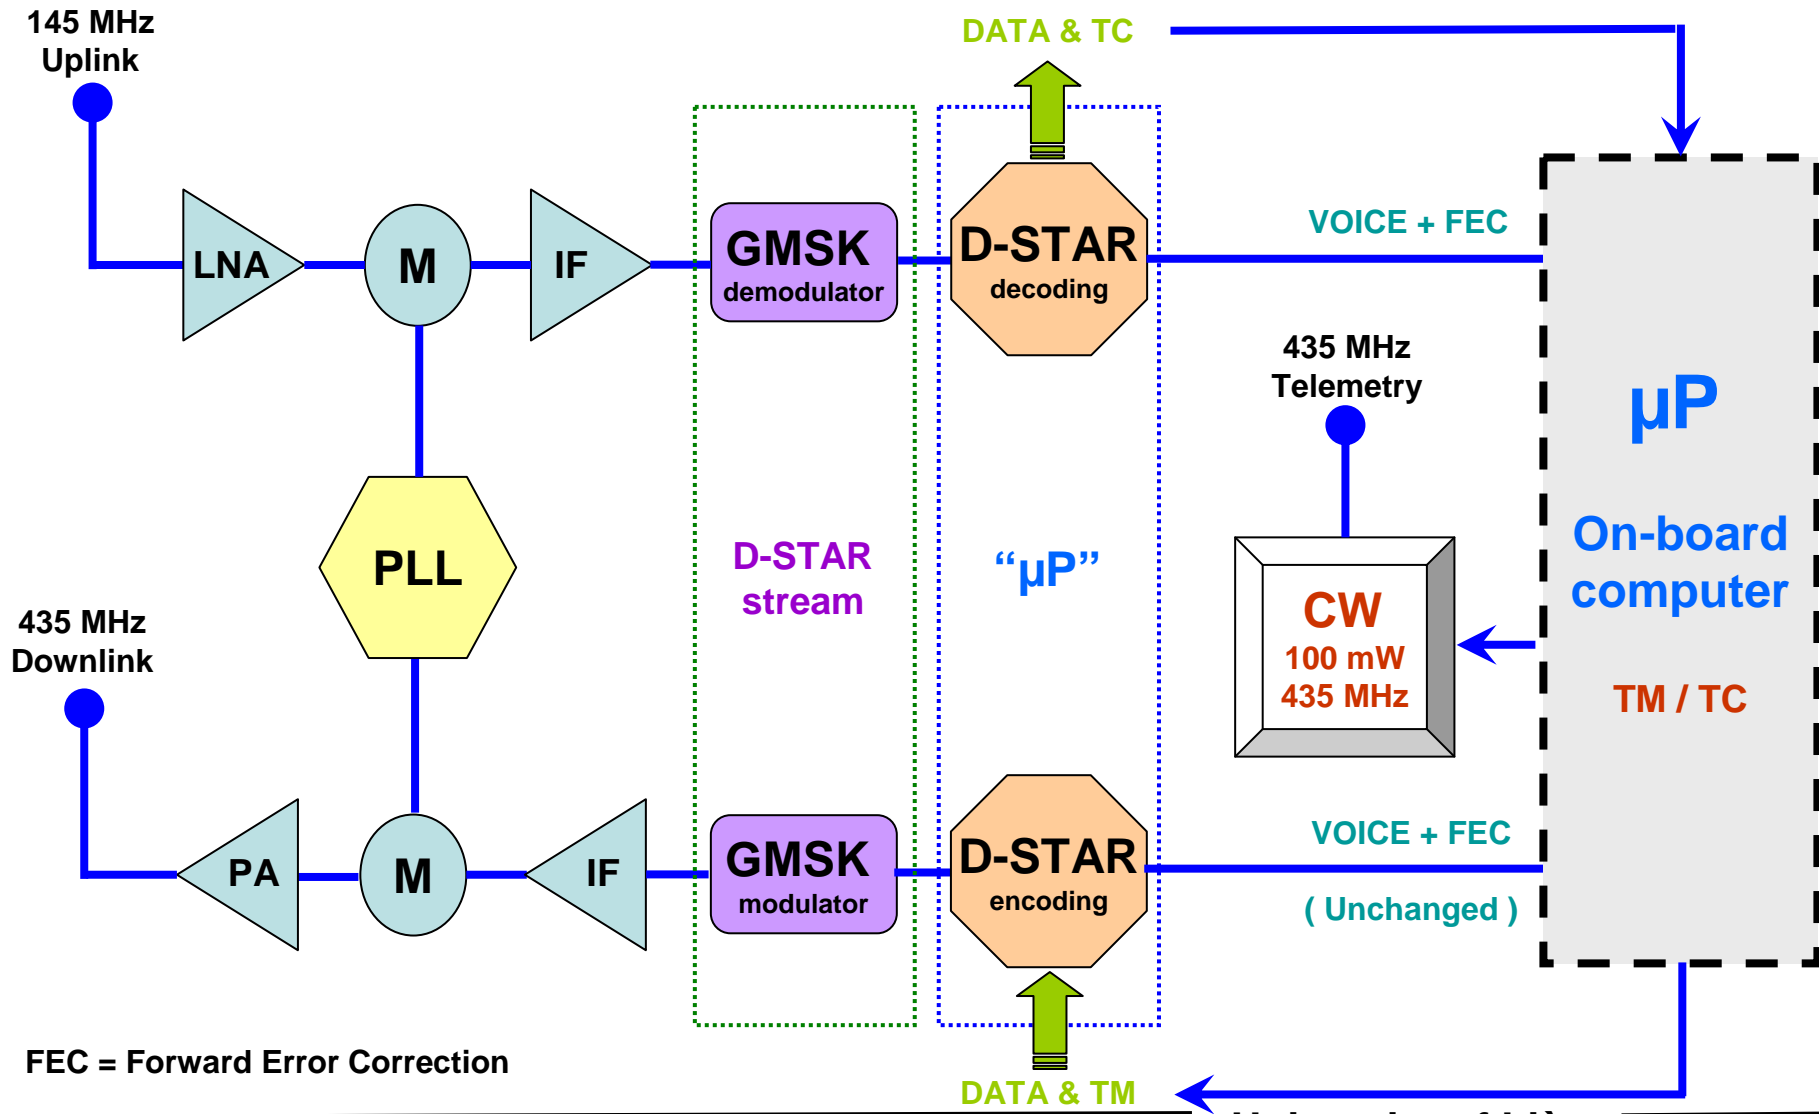 145 MHz
Uplink
DATA & TC
LNA
M
IF
GMSK
demodulator
D-STAR
decoding
VOICE + FEC
435 MHz
Telemetry
µP
On-board
computer
TM / TC
PLL
D-STAR
stream
“µP”
CW
100 mW
435 MHz
435 MHz
Downlink
PA
M
IF
GMSK
modulator
D-STAR
encoding
VOICE + FEC
( Unchanged )
FEC = Forward Error Correction
DATA & TM